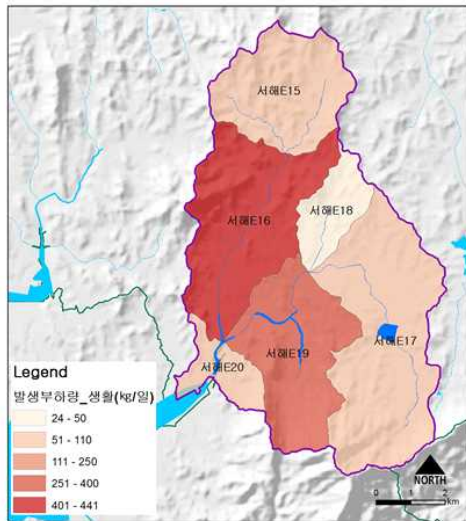 서해E15
서해E18
서해E16
서해E17
서해E19
서해E20
Legend
발생부하량_생활(kg/일)
24 - 50
51 - 110
111 - 250
251 - 400
401 - 441
NORTH
0 1 2
km